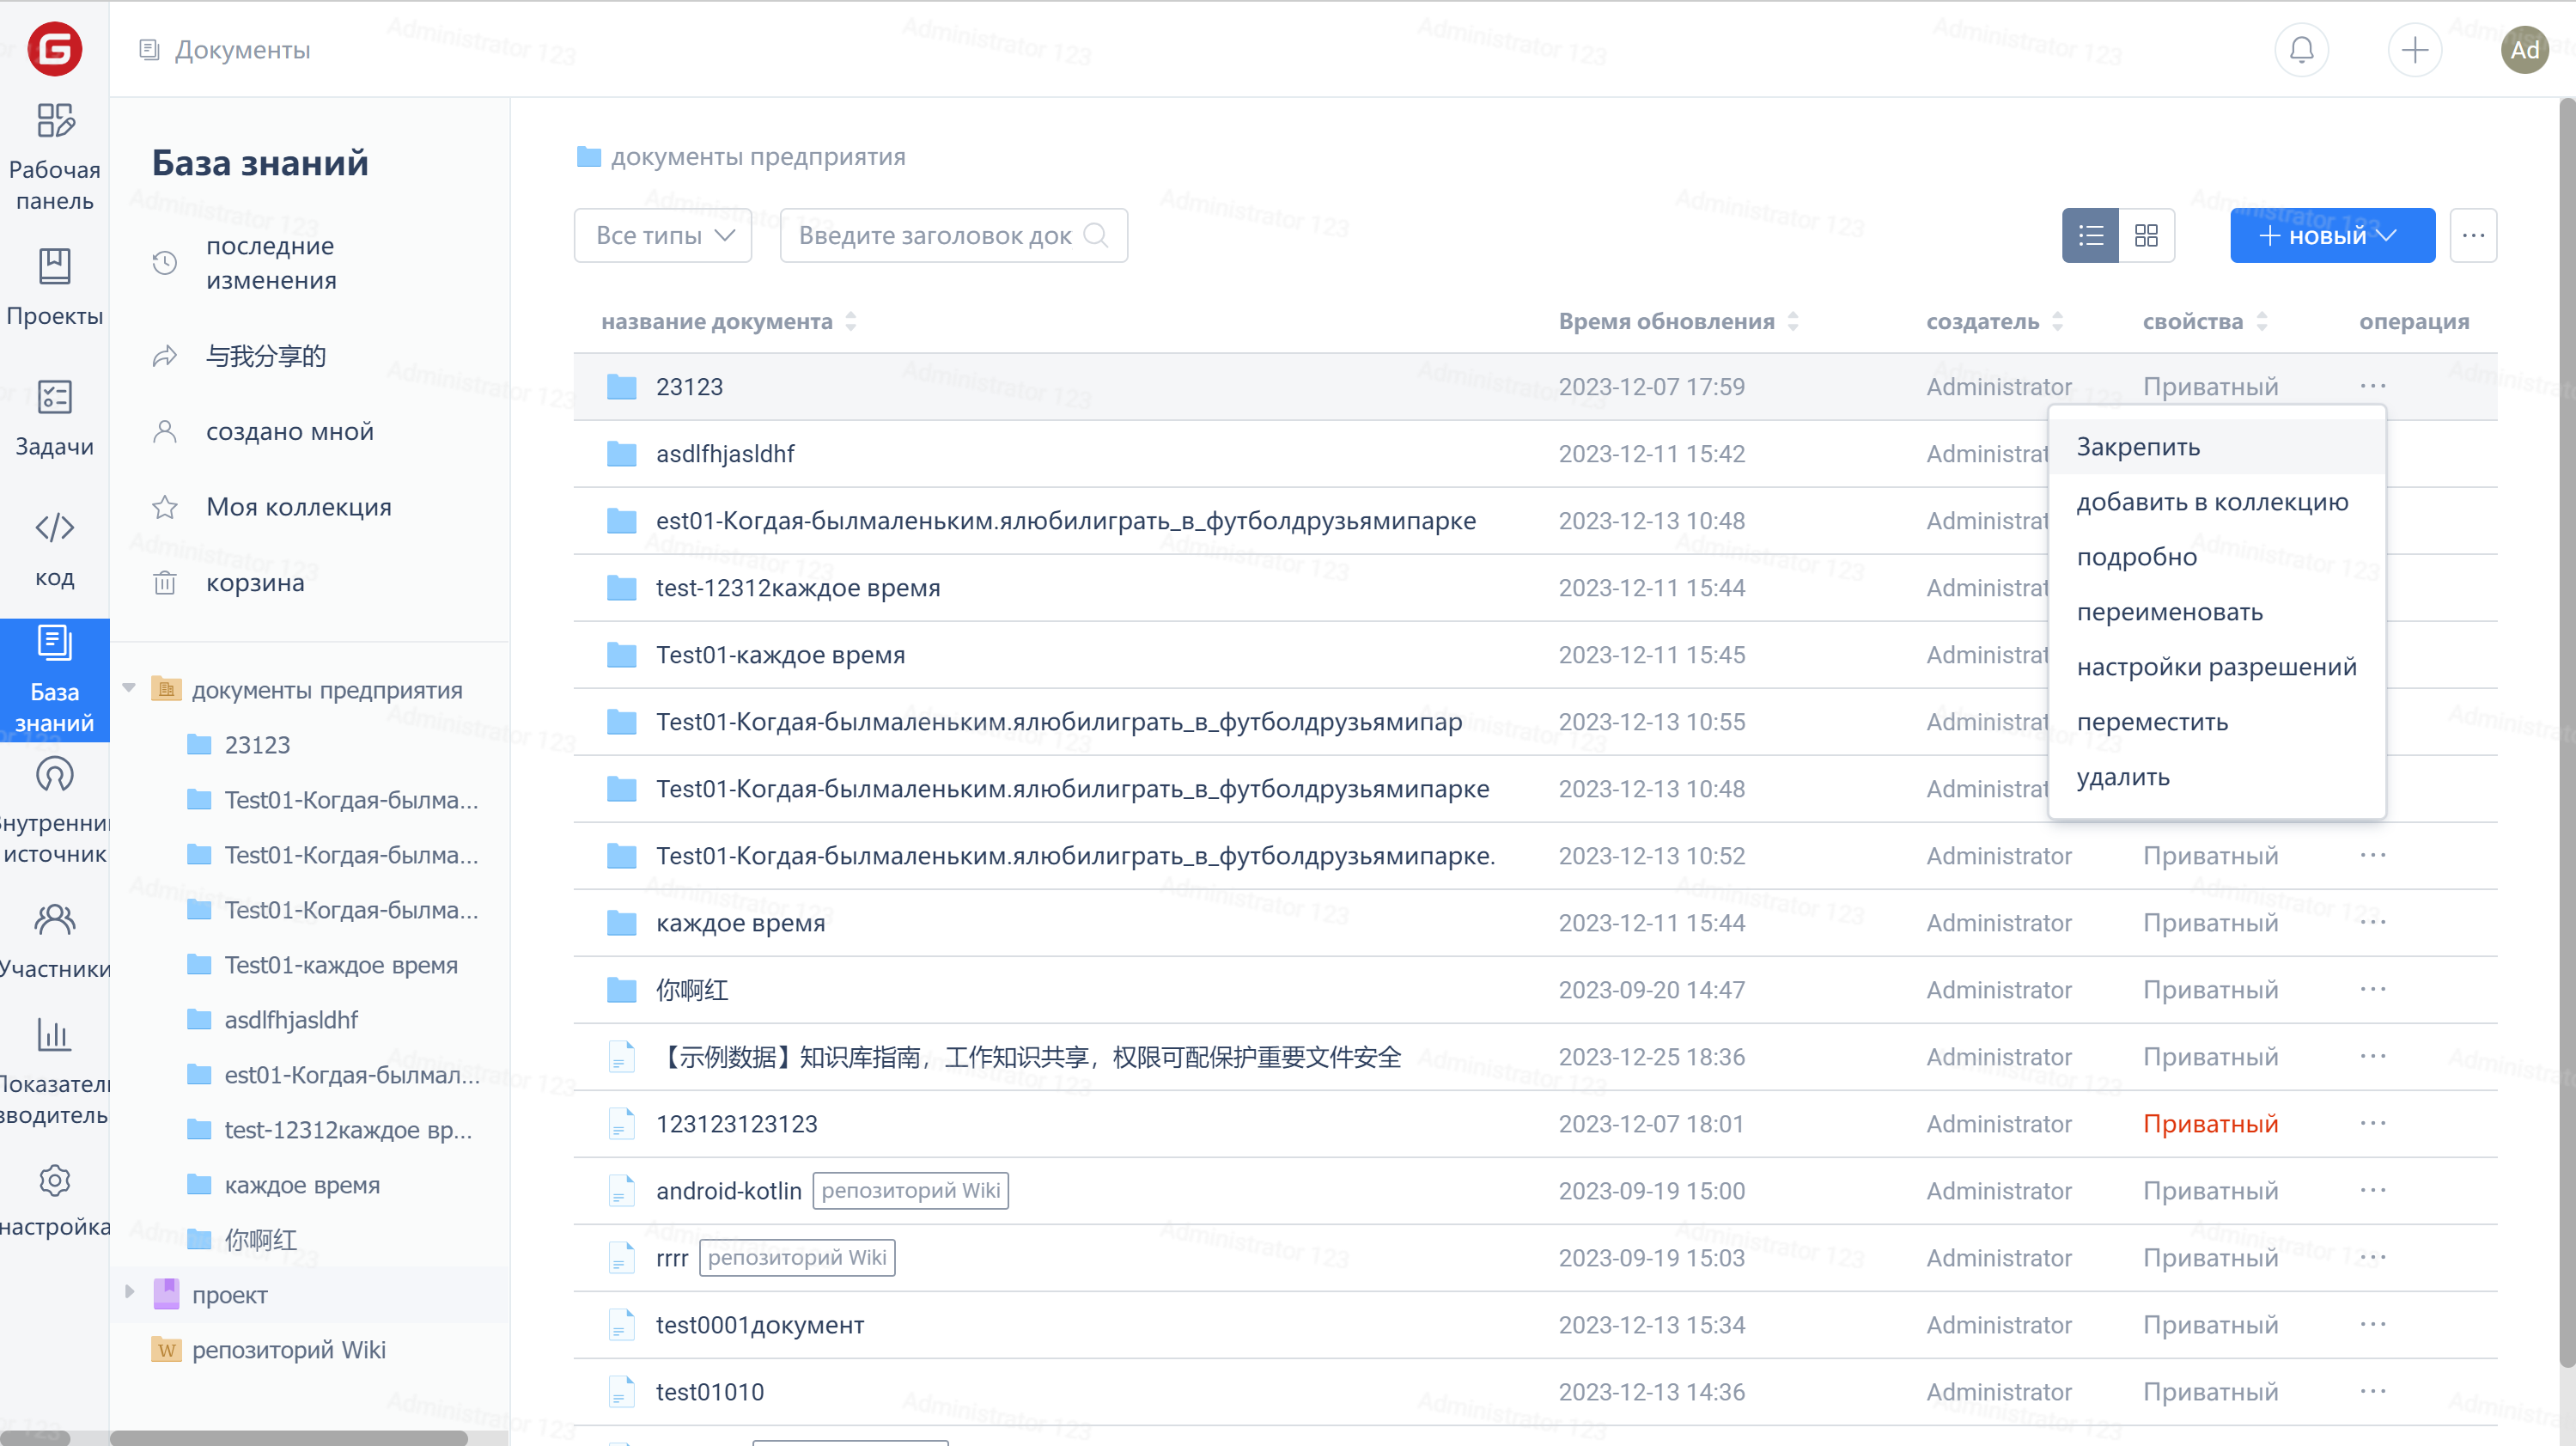 Документы
Ad
Рабочая
панель
Проекты
Задачи
код
База
знаний
источник
Участники
настройка
База знаний
последние
изменения
与我分享的
создано мной
Моя коллекция
корзина
документы предприятия
23123
Test01-Когдая-былма...
Test01-Когдая-былма...
Test01-Когдая-былма...
Test01-каждое время
asdlfhjasldhf
est01-Когдая-былмал...
test-12312каждое вр...
каждое время
你啊红
проект
W репозиторий Wiki
документы предприятия
Все типы
Введите заголовок док
+ новый
...
название документа Время обновления создатель свойства операция
23123 2023-12-07 17:59 Administrator Приватный ...
asdlfhjasldhf 2023-12-11 15:42 Administrat
est01-Когдая-былмаленьким.ялюбилиграть_в_футболдрузьямипарке 2023-12-13 10:48 Administrat
test-12312каждое время 2023-12-11 15:44 Administrat
Test01-каждое время 2023-12-11 15:45 Administrat
Test01-Когдая-былмаленьким.ялюбилиграть_в_футболдрузьямипар 2023-12-13 10:55 Administrat
Test01-Когдая-былмаленьким.ялюбилиграть_в_футболдрузьямипарке 2023-12-13 10:48 Administrat
Test01-Когдая-былмаленьким.ялюбилиграть_в_футболдрузьямипарке. 2023-12-13 10:52 Administrator Приватный ...
каждое время 2023-12-11 15:44 Administrator Приватный ...
你啊红 2023-09-20 14:47 Administrator Приватный ...
【示例数据】知识库指南，工作知识共享，权限可配保护重要文件安全 2023-12-25 18:36 Administrator Приватный ...
123123123123 2023-12-07 18:01 Administrator Приватный ...
android-kotlin репозиторий Wiki 2023-09-19 15:00 Administrator Приватный ...
rrrr репозиторий Wiki 2023-09-19 15:03 Administrator Приватный ...
test0001документ 2023-12-13 15:34 Administrator Приватный ...
test01010 2023-12-13 14:36 Administrator Приватный ...
Закрепить
добавить в коллекцию
подробно
переименовать
настройки разрешений
переместить
удалить
Administrator 123